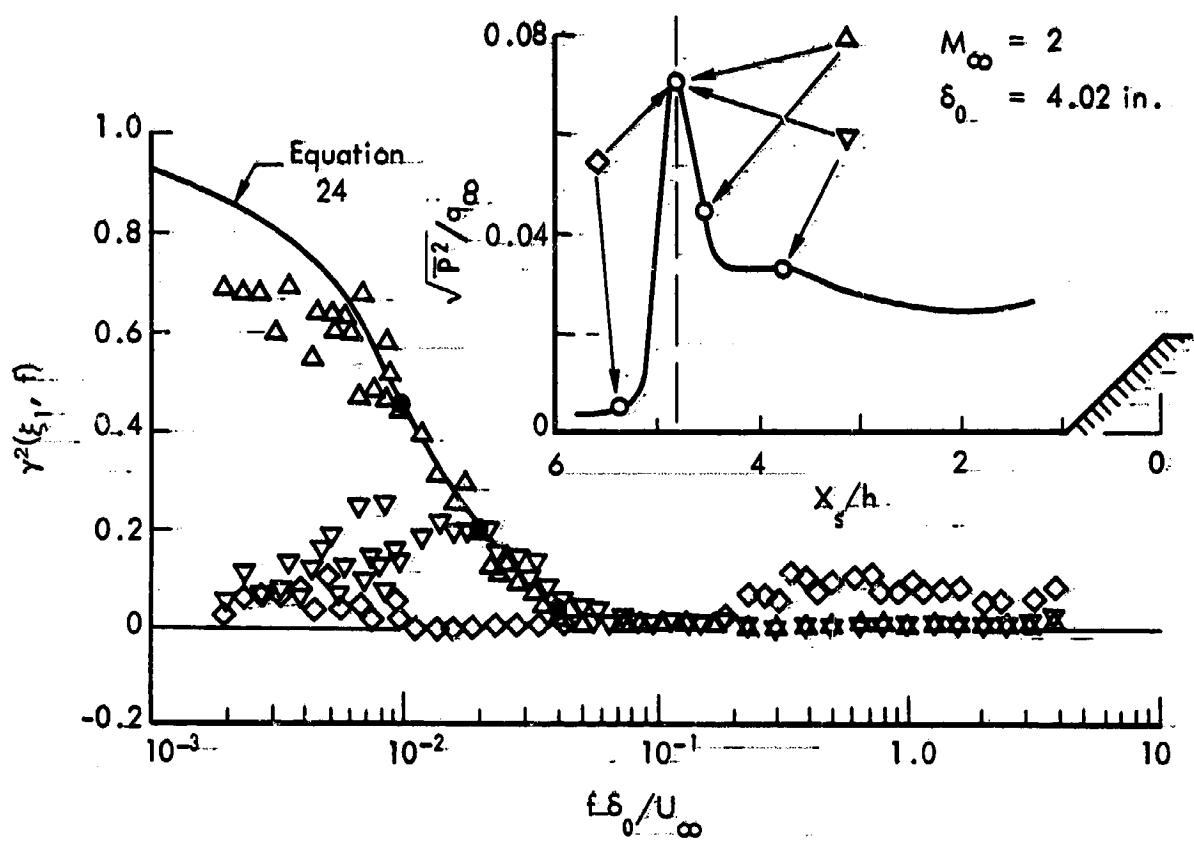 0.08
M∞ = 2
δ₀ = 4.02 in.
1.0
Equation
24
0.8
√P̅²/q∞
0.04
0.6
γ²(ξ₁, f)
0.4
0
6
4
2
0
Xₛ/h
0.2
0
-0.2
10⁻³
10⁻²
10⁻¹
1.0
10
fδ₀/U∞